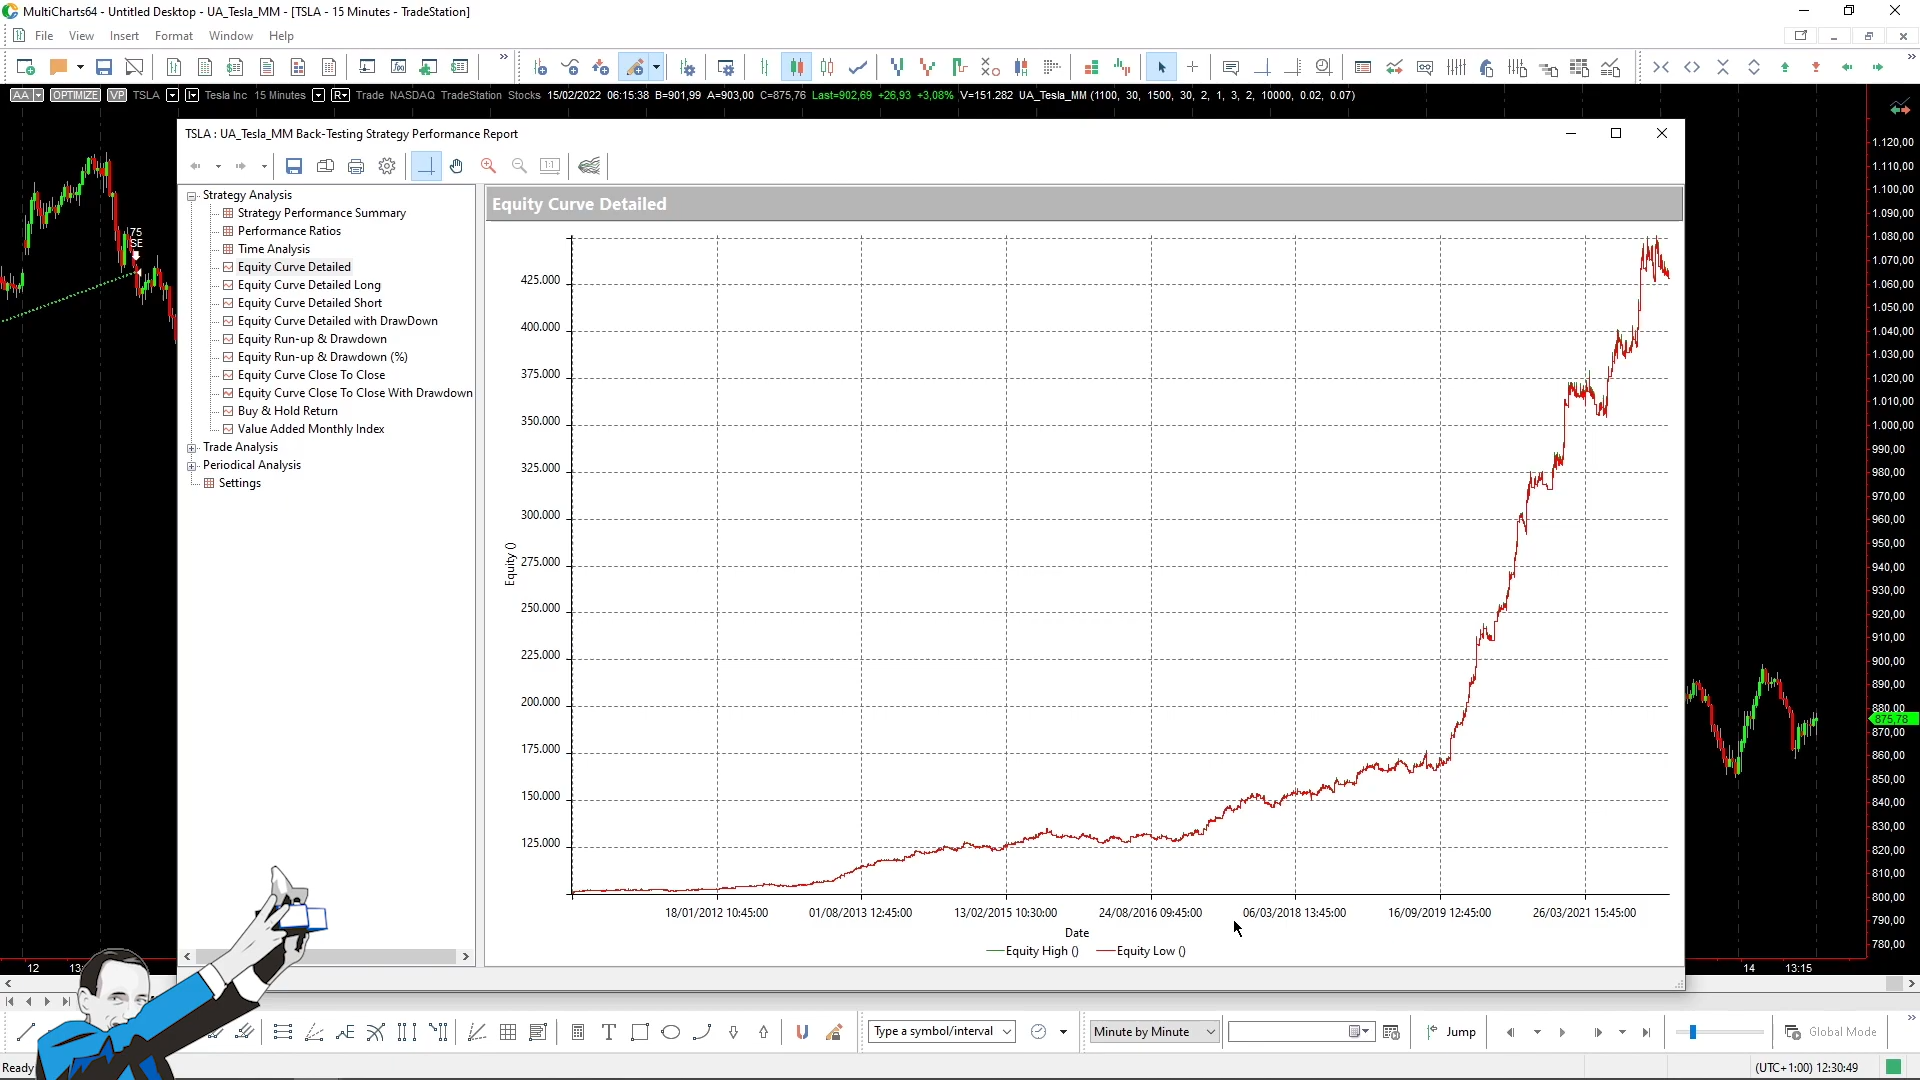 MultiCharts64 - Untitled Desktop - UA_Tesla_MM - [TSLA - 15 Minutes - TradeStation]
File View Insert Format Window Help
AA OPTIMIZE VP TSLA Tesla Inc 15 Minutes R Trade NASDAQ TradeStation Stocks 15/02/2022 06:15:38 B=901,99 A=903,00 C=875,76 Last=902,69 +26,93 +3,08% V=151.282 UA_Tesla_MM (1100, 30, 1500, 30, 2, 1, 3, 2, 10000, 0.02, 0.07)
TSLA : UA_Tesla_MM Back-Testing Strategy Performance Report
1:1
Strategy Analysis
Strategy Performance Summary
Performance Ratios
Time Analysis
Equity Curve Detailed
Equity Curve Detailed Long
Equity Curve Detailed Short
Equity Curve Detailed with DrawDown
Equity Run-up & Drawdown
Equity Run-up & Drawdown (%)
Equity Curve Close To Close
Equity Curve Close To Close With Drawdown
Buy & Hold Return
Value Added Monthly Index
Trade Analysis
Periodical Analysis
Settings
75
SE
Equity Curve Detailed
425.000
400.000
375.000
350.000
325.000
300.000
275.000
250.000
225.000
200.000
175.000
150.000
125.000
Equity ()
18/01/2012 10:45:00 01/08/2013 12:45:00 13/02/2015 10:30:00 24/08/2016 09:45:00 06/03/2018 13:45:00 16/09/2019 12:45:00 26/03/2021 15:45:00
Date
Equity High () Equity Low ()
1.120,00
1.110,00
1.100,00
1.090,00
1.080,00
1.070,00
1.060,00
1.050,00
1.040,00
1.030,00
1.020,00
1.010,00
1.000,00
990,00
980,00
970,00
960,00
950,00
940,00
930,00
920,00
910,00
900,00
890,00
880,00
875,78
870,00
860,00
850,00
840,00
830,00
820,00
810,00
800,00
790,00
780,00
12 14 13:15
Type a symbol/interval Minute by Minute Jump Global Mode
Ready (UTC+1:00) 12:30:49